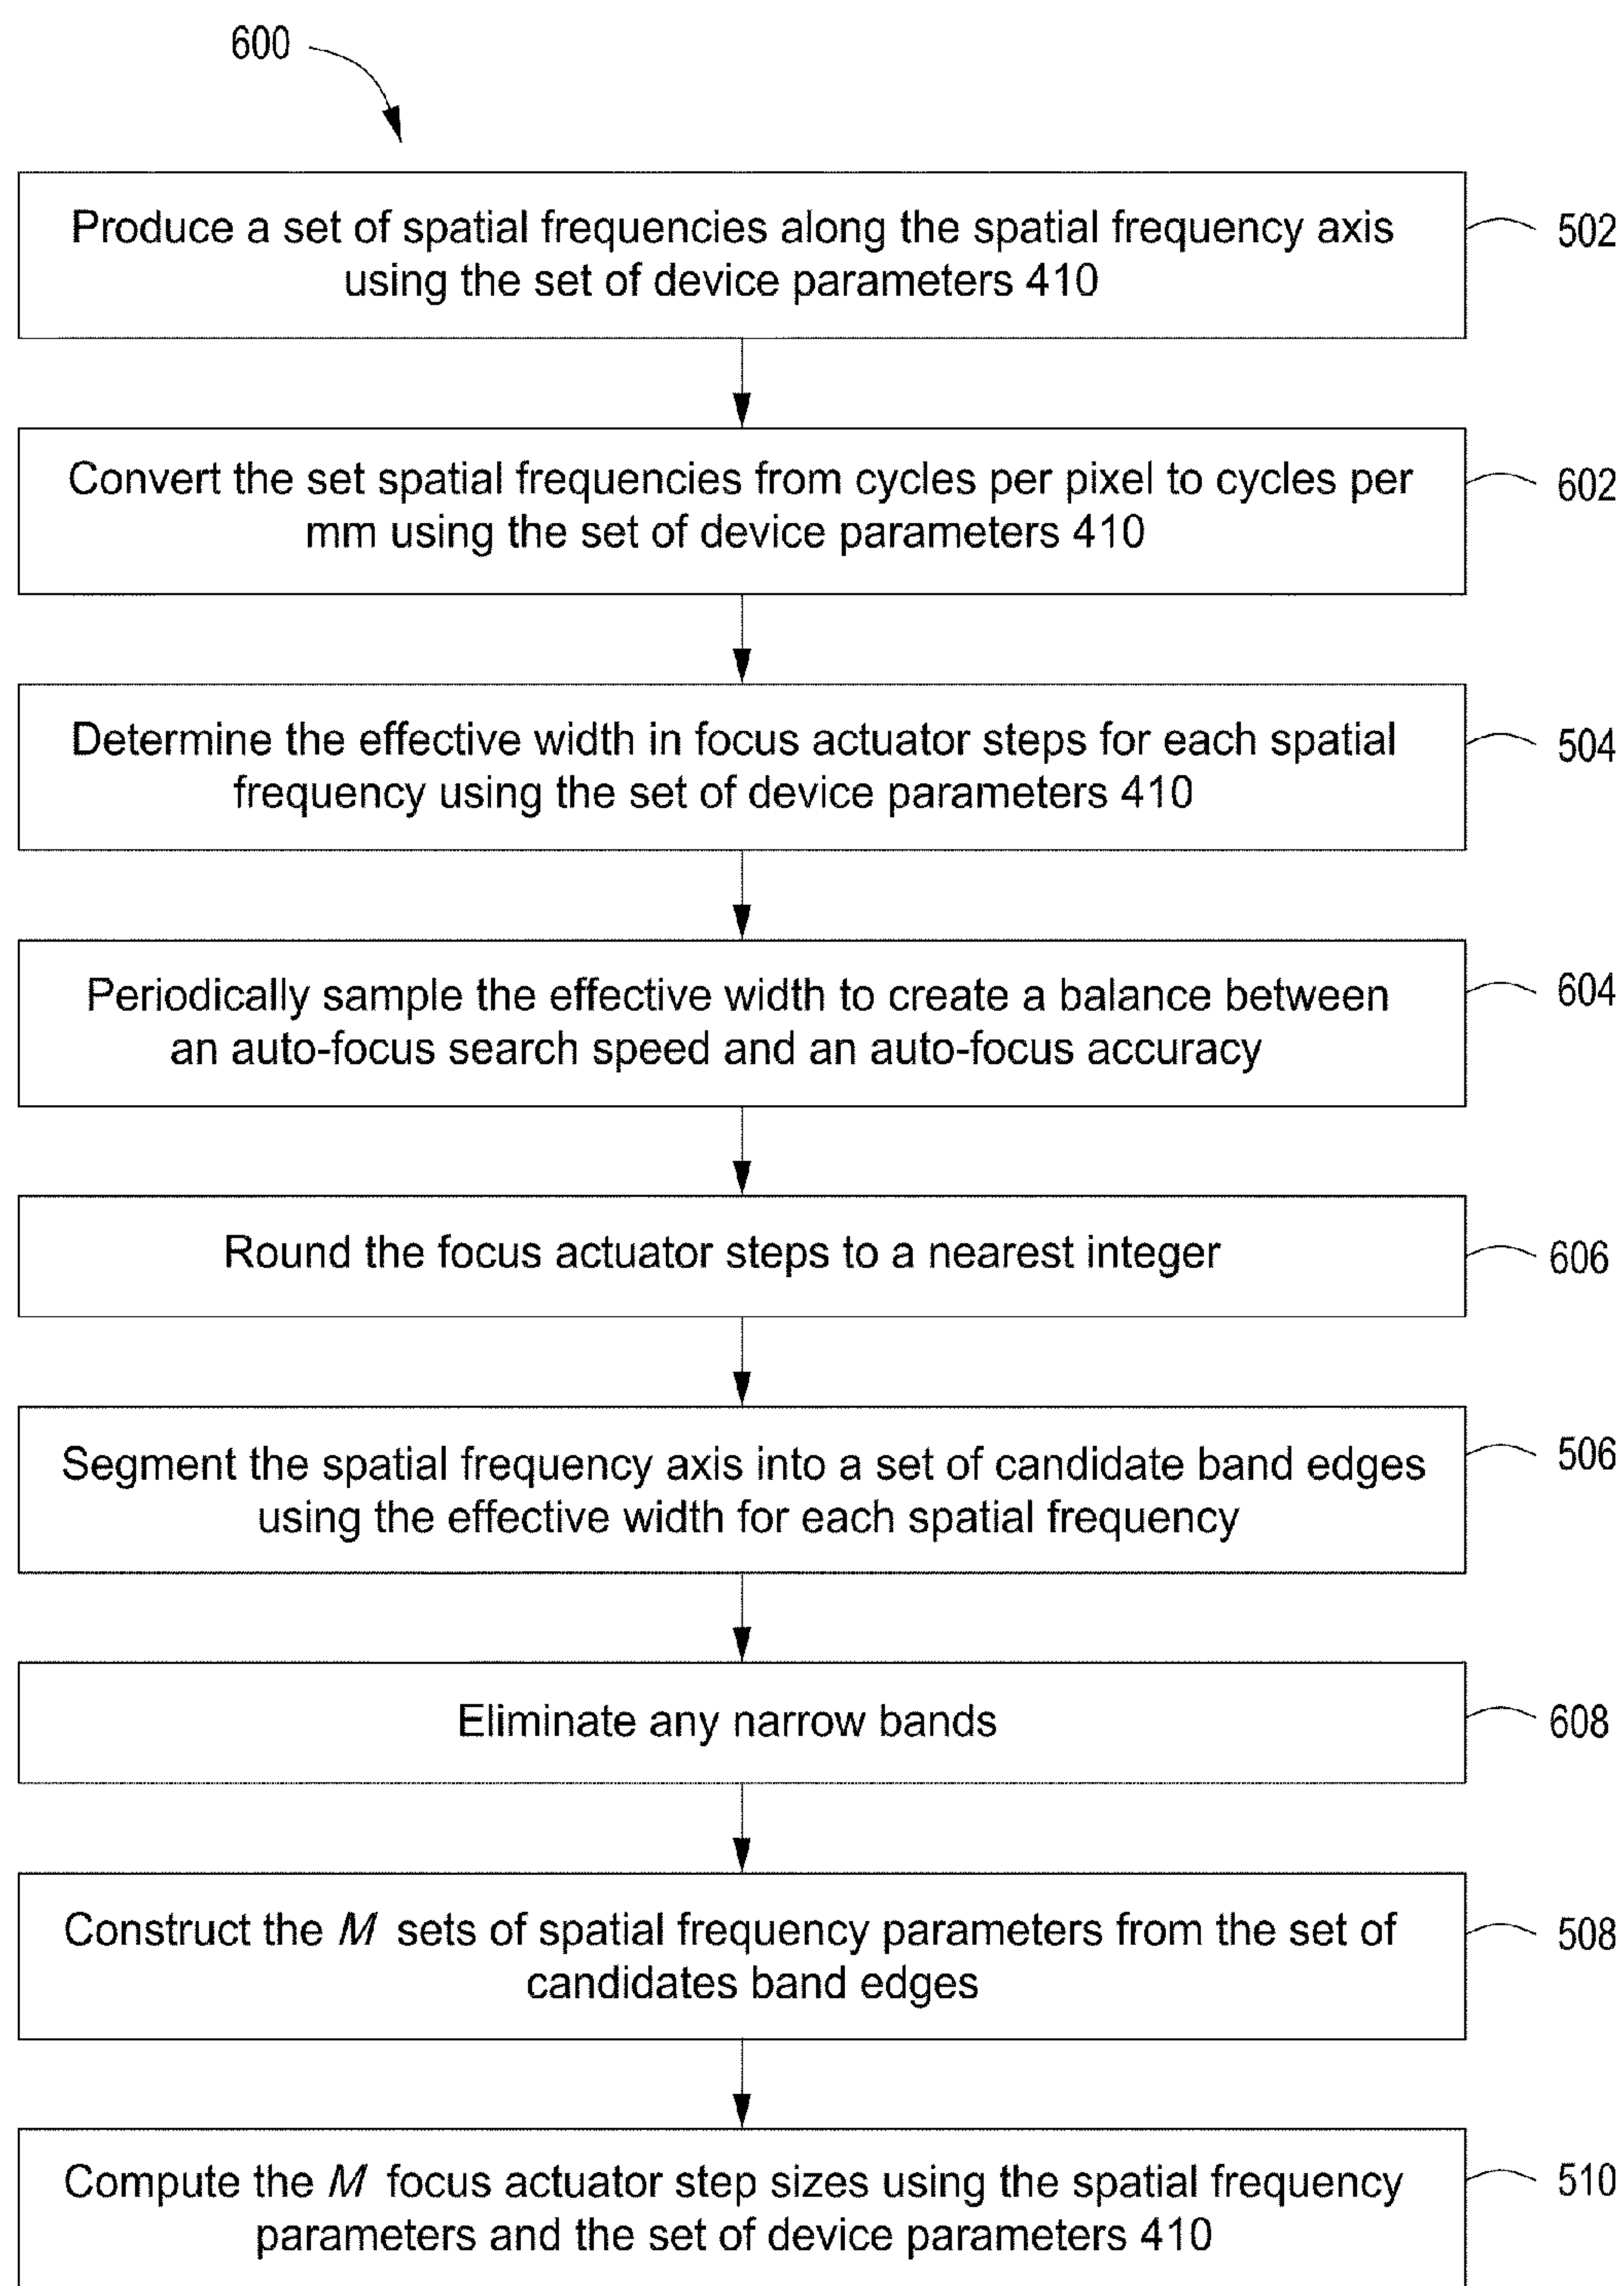 600
Produce a set of spatial frequencies along the spatial frequency axis
using the set of device parameters 410
502
Convert the set spatial frequencies from cycles per pixel to cycles per
mm using the set of device parameters 410
602
Determine the effective width in focus actuator steps for each spatial
frequency using the set of device parameters 410
504
Periodically sample the effective width to create a balance between
an auto-focus search speed and an auto-focus accuracy
604
Round the focus actuator steps to a nearest integer
606
Segment the spatial frequency axis into a set of candidate band edges
using the effective width for each spatial frequency
506
Eliminate any narrow bands
608
Construct the M sets of spatial frequency parameters from the set of
candidates band edges
508
Compute the M focus actuator step sizes using the spatial frequency
parameters and the set of device parameters 410
510